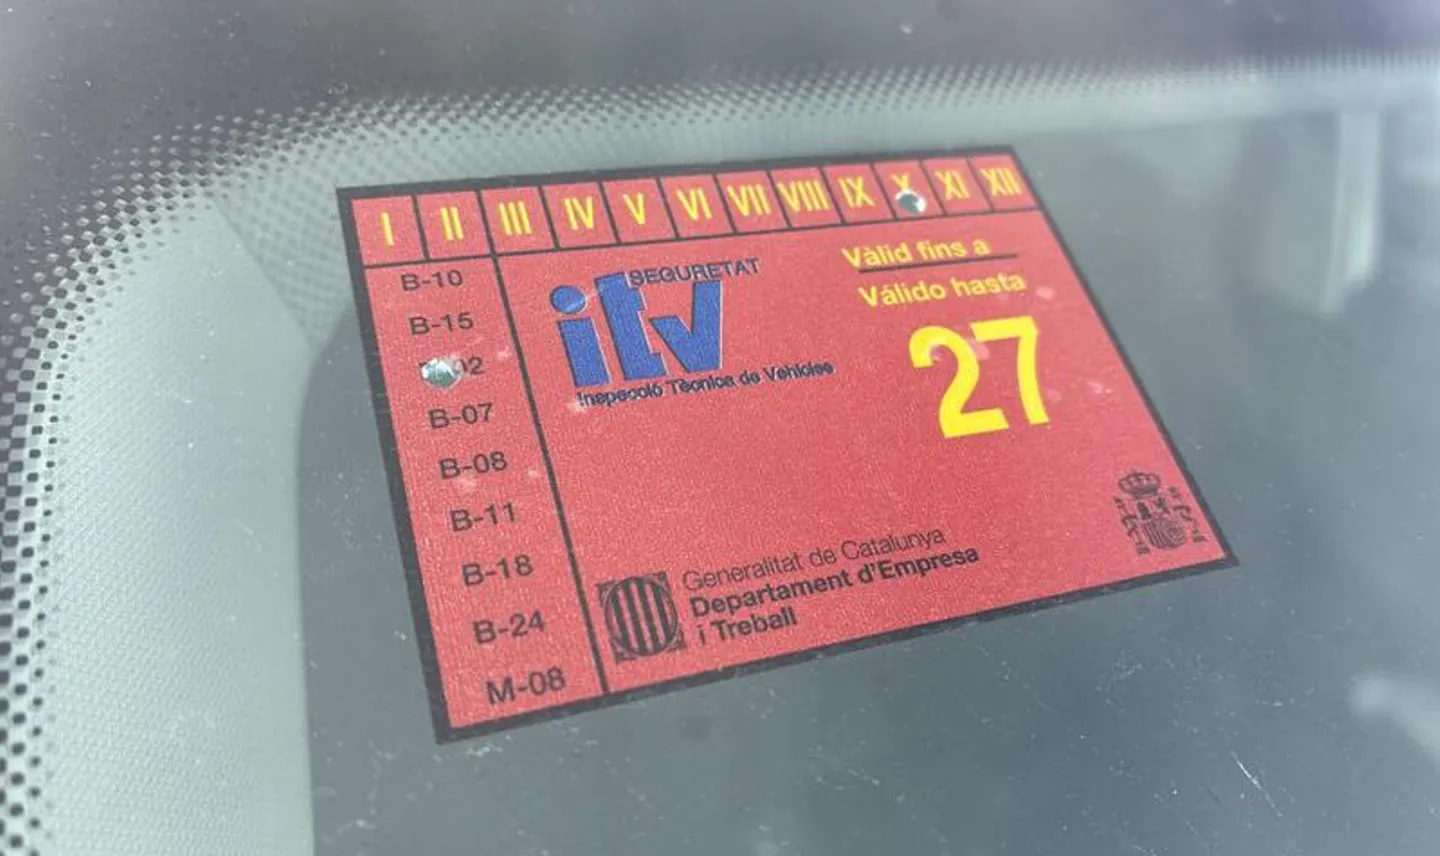 I II III IV V VI VII VIII IX X XI XII
B-10
B-15
02
B-07
B-08
B-11
B-18
B-24
M-08
SEGURETAT
itv
Inspecció Tècnica de Vehicles
Vàlid fins a
Válido hasta
27
Generalitat de Catalunya
Departament d'Empresa
i Treball